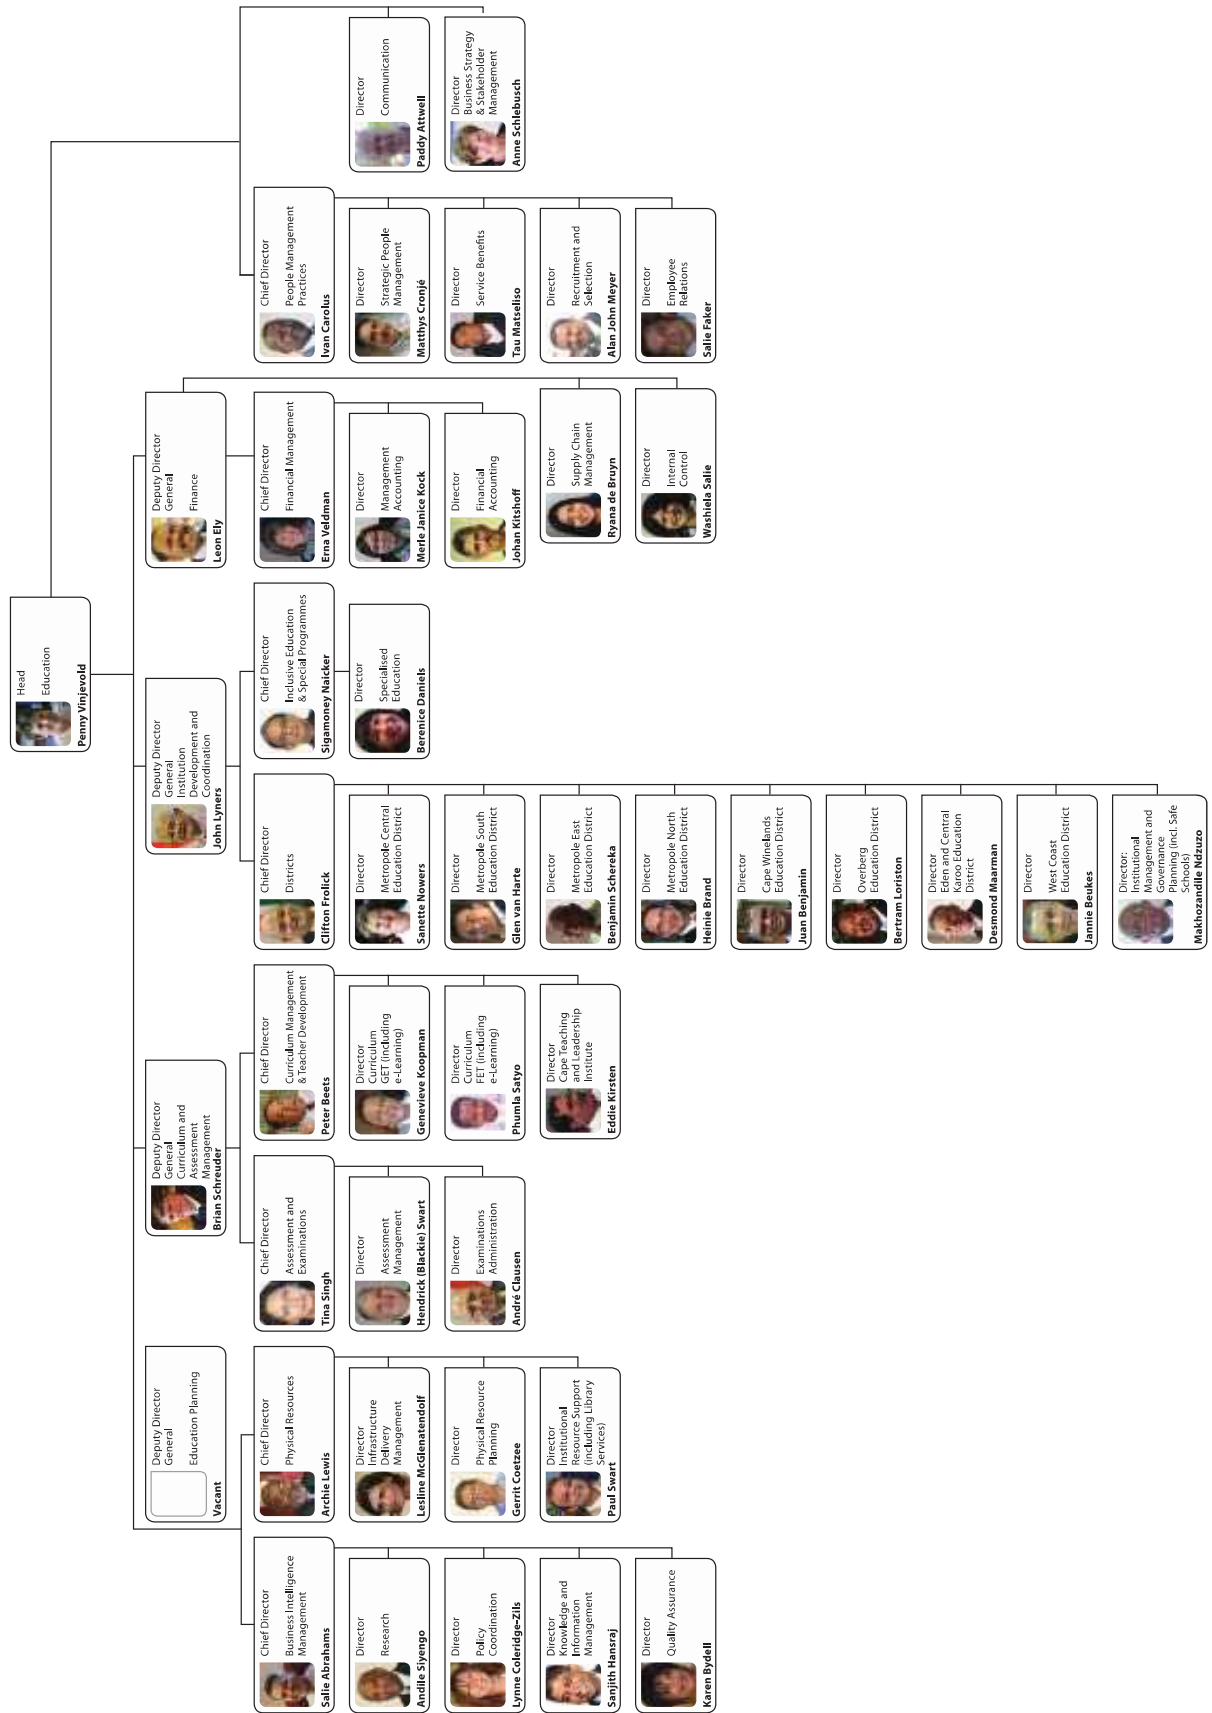 Head
Education
Penny Vinjevold
Deputy Director
General
Education Planning
Vacant
Chief Director
Business Intelligence
Management
Salie Abrahams
Director
Research
Andile Siyengo
Director
Policy
Coordination
Lynne Coleridge–Zils
Director
Knowledge and
Information
Management
Sanjith Hansraj
Director
Quality Assurance
Karen Bydell
Chief Director
Physical Resources
Archie Lewis
Director
Infrastructure
Delivery
Management
Lesline McGlenatendolf
Director
Physical Resource
Planning
Gerrit Coetzee
Director
Institutional
Resource Support
(including Library
Services)
Paul Swart
Deputy Director
General
Curriculum and
Assessment
Management
Brian Schreuder
Chief Director
Assessment and
Examinations
Tina Singh
Director
Assessment
Management
Hendrick (Blackie) Swart
Director
Examinations
Administration
André Clausen
Chief Director
Curriculum Management
& Teacher Development
Peter Beets
Director
Curriculum
GET (including
e-Learning)
Genevieve Koopman
Director
Curriculum
FET (including
e-Learning)
Phumla Satyo
Director
Cape Teaching
and Leadership
Institute
Eddie Kirsten
Deputy Director
General
Institution
Development and
Coordination
John Lyners
Chief Director
Districts
Clifton Frolick
Director
Metropole Central
Education District
Sanette Nowers
Director
Metropole South
Education District
Glen van Harte
Director
Metropole East
Education District
Benjamin Schereka
Director
Metropole North
Education District
Heinie Brand
Director
Cape Winelands
Education District
Juan Benjamin
Director
Overberg
Education District
Bertram Loriston
Director
Eden and Central
Karoo Education
District
Desmond Maarman
Director
West Coast
Education District
Jannie Beukes
Director:
Institutional
Management and
Governance
Planning (incl. Safe
Schools)
Makhozandile Ndzuzo
Chief Director
Inclusive Education
& Special Programmes
Sigamoney Naicker
Director
Specialised
Education
Berenice Daniels
Deputy Director
General
Finance
Leon Ely
Chief Director
Financial Management
Erna Veldman
Director
Management
Accounting
Merle Janice Kock
Director
Financial
Accounting
Johan Kitshoff
Director
Supply Chain
Management
Ryana de Bruyn
Director
Internal
Control
Washiela Salie
Chief Director
People Management
Practices
Ivan Carolus
Director
Strategic People
Management
Matthys Cronjé
Director
Service Benefits
Tau Matseliso
Director
Recruitment and
Selection
Alan John Meyer
Director
Employee
Relations
Salie Faker
Director
Communication
Paddy Attwell
Director
Business Strategy
& Stakeholder
Management
Anne Schlebusch